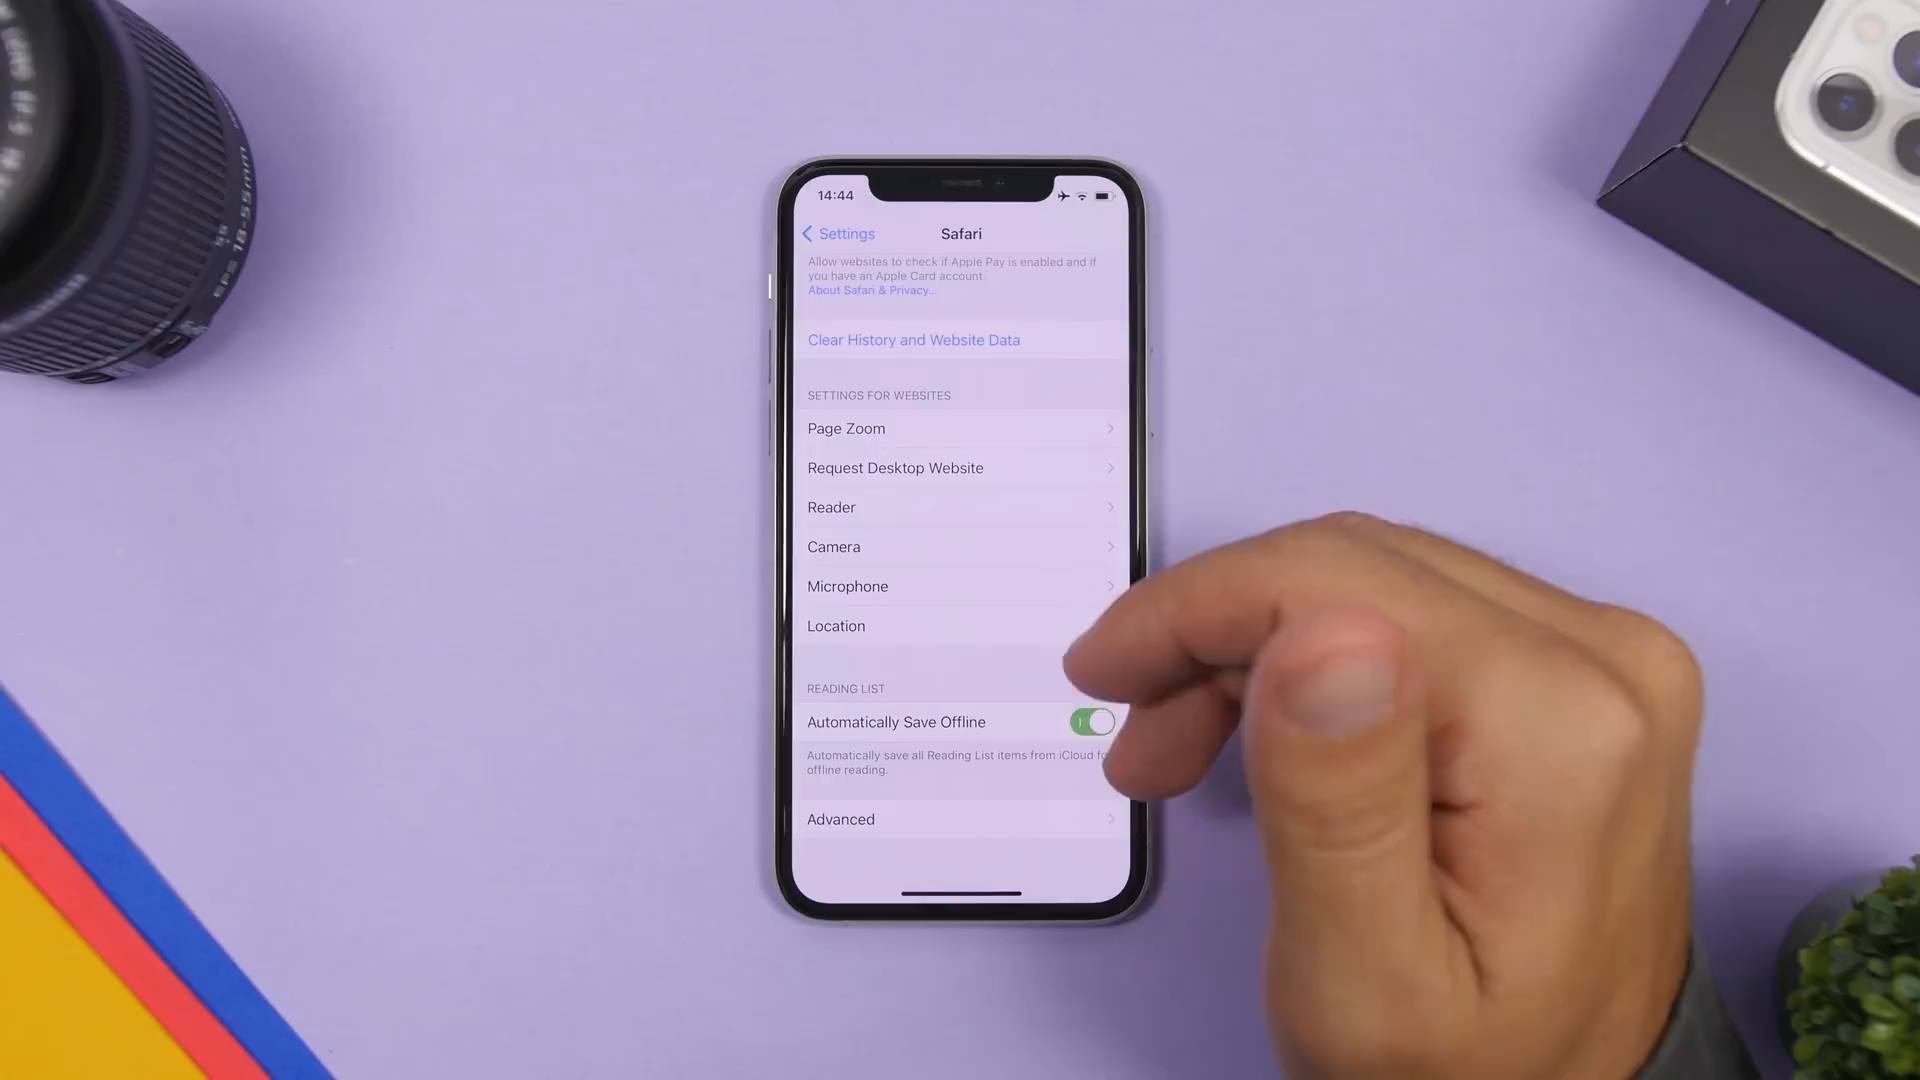 14:44
Settings
Safari
Allow websites to check if Apple Pay is enabled and if
you have an Apple Card account.
About Safari & Privacy...
Clear History and Website Data
SETTINGS FOR WEBSITES
Page Zoom
Request Desktop Website
Reader
Camera
Microphone
Location
READING LIST
Automatically Save Offline
Automatically save all Reading List items from iCloud
offline reading.
Advanced
18-55mm